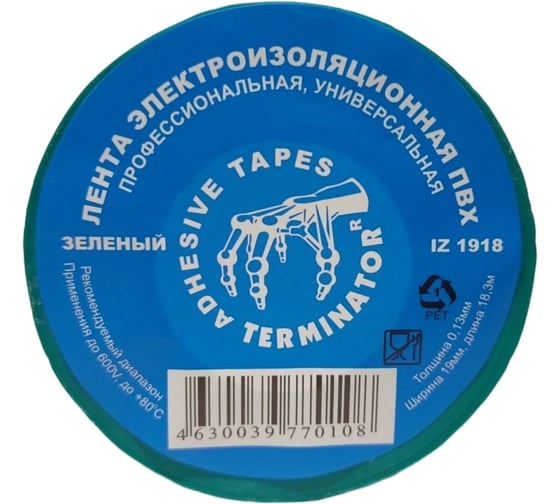 ЛЕНТА ЭЛЕКТРОИЗОЛЯЦИОННАЯ ПВХ
ПРОФЕССИОНАЛЬНАЯ, УНИВЕРСАЛЬНАЯ
ADHESIVE TAPES
TERMINATOR®
ЗЕЛЕНЫЙ
IZ 1918
Рекомендуемый диапазон
Применения до 600V, до +80°С
PET
Толщина 0,13мм
Ширина 19мм, длина 18,3м
4630039770108